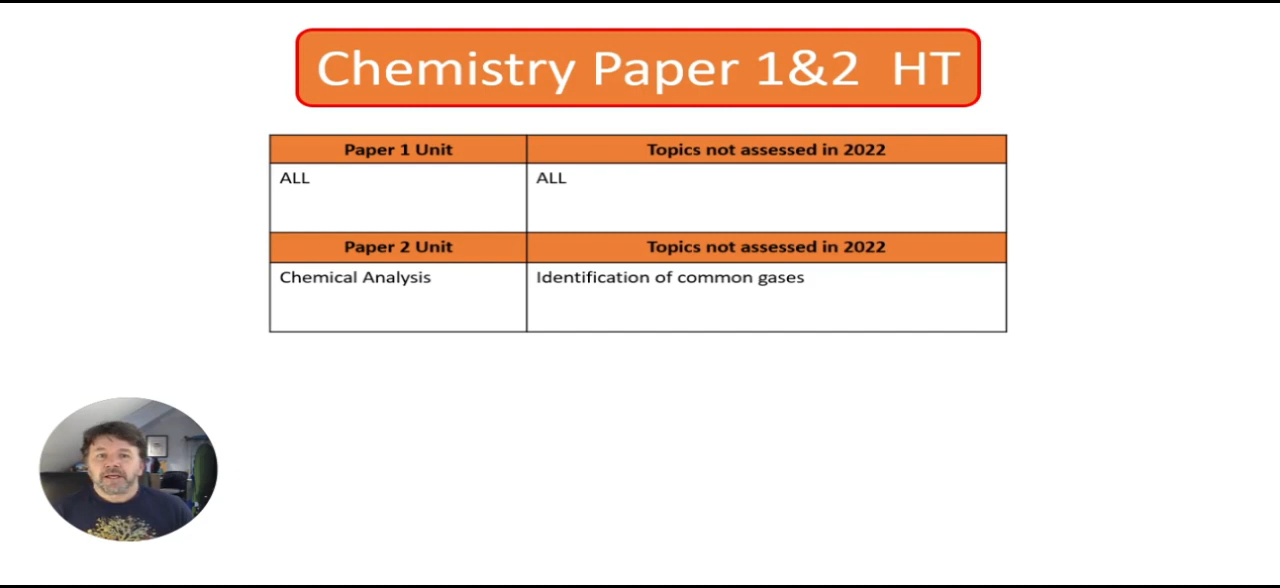 Chemistry Paper 1&2 HT
Paper 1 Unit Topics not assessed in 2022
ALL ALL
Paper 2 Unit Topics not assessed in 2022
Chemical Analysis Identification of common gases